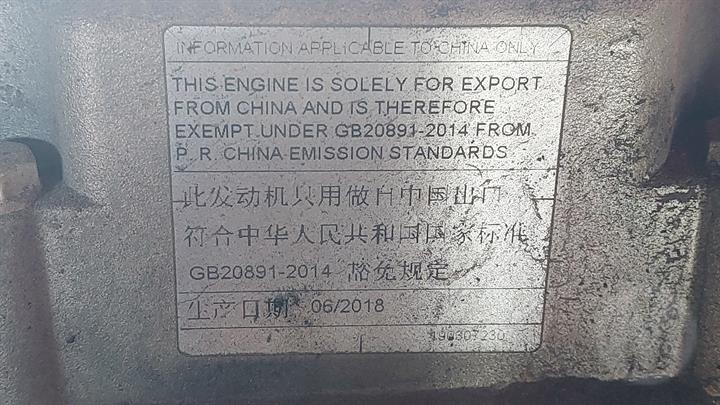 INFORMATION APPLICABLE TO CHINA ONLY
THIS ENGINE IS SOLELY FOR EXPORT
FROM CHINA AND IS THEREFORE
EXEMPT UNDER GB20891-2014 FROM
P. R. CHINA EMISSION STANDARDS
此发动机只用做自中国出口
符合中华人民共和国国家标准
GB20891-2014 豁免规定
生产日期 06/2018